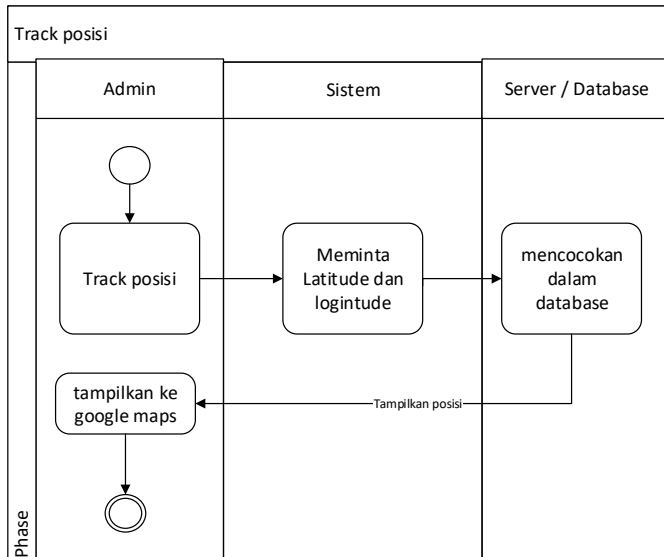 Track posisi
Admin
Sistem
Server / Database
Track posisi
Meminta
Latitude dan
logintude
mencocokan
dalam
database
tampilkan ke
google maps
Tampilkan posisi
Phase